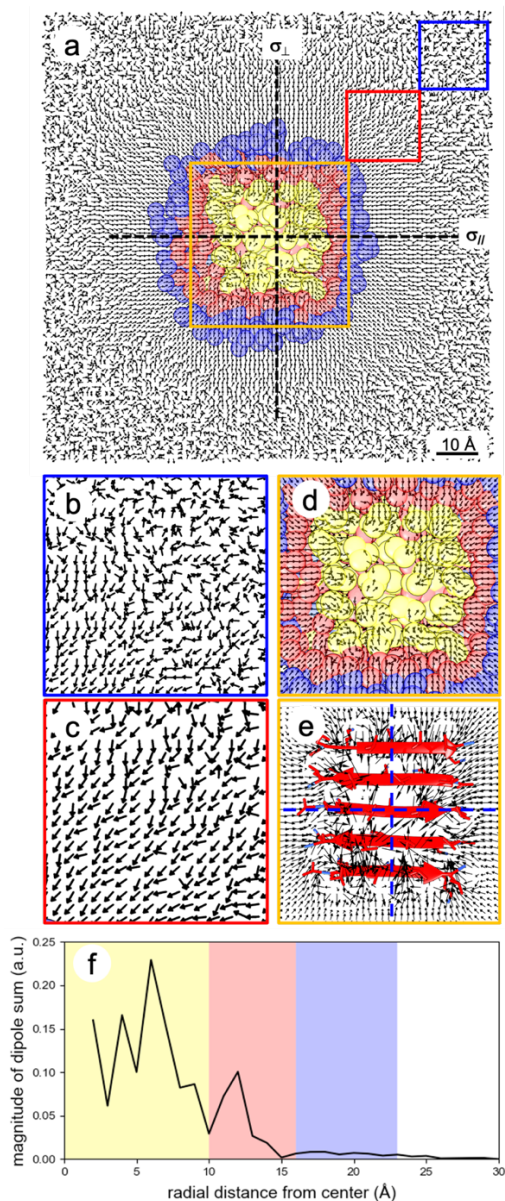 a
σ⊥
σ//
10 Å
b
d
c
e
f
magnitude of dipole sum (a.u.)
0.25
0.20
0.15
0.10
0.05
0.00
0 5 10 15 20 25 30
radial distance from center (Å)